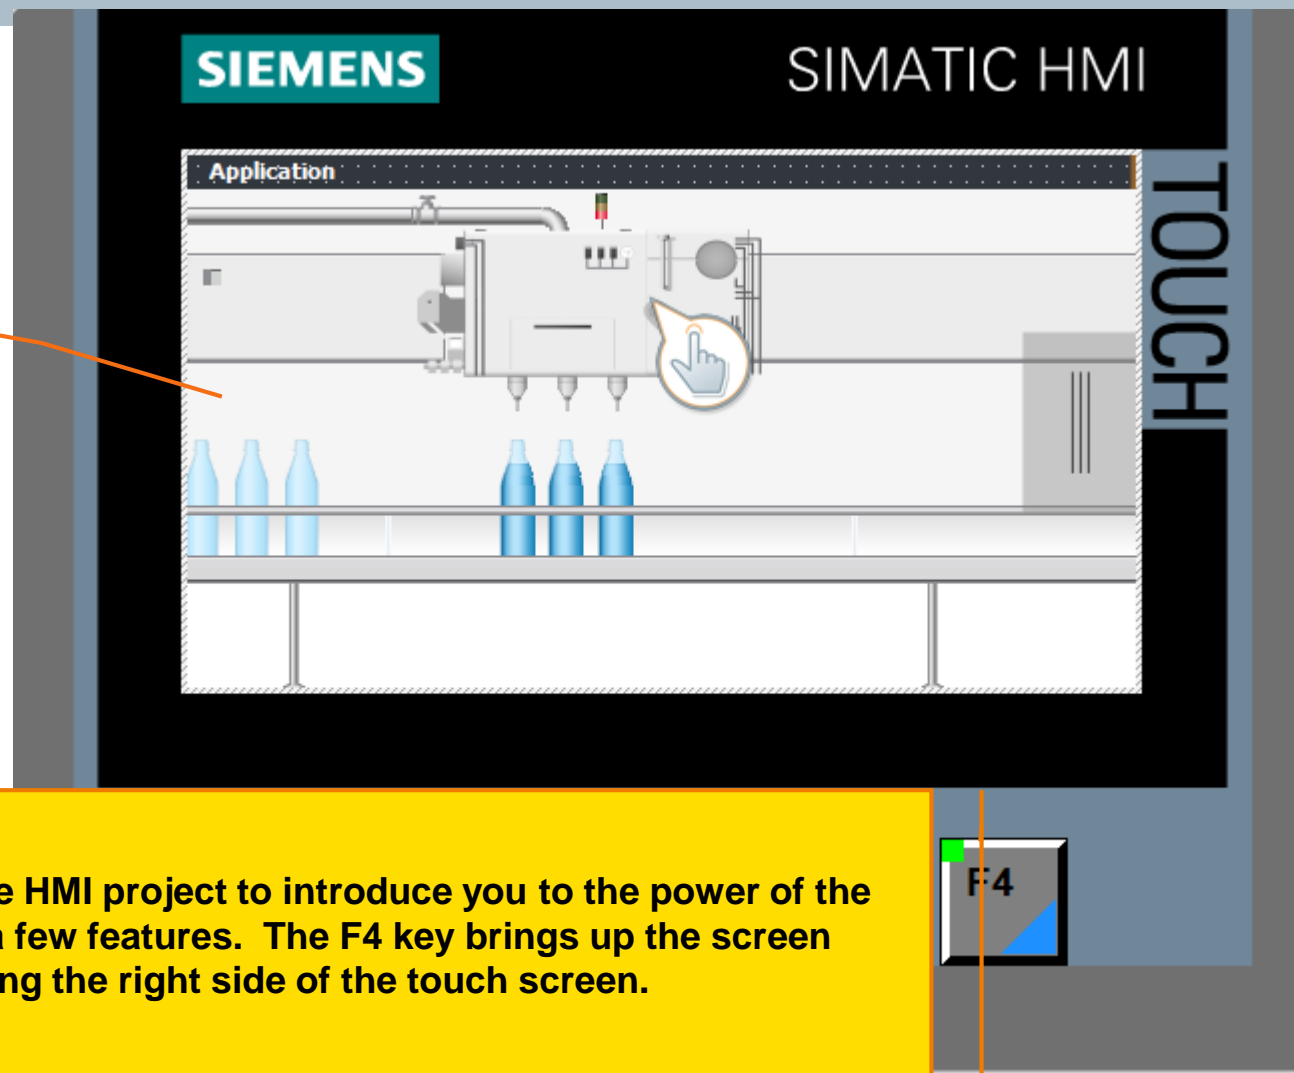 SIEMENS
SIMATIC HMI
Application
TOUCH
HMI project to introduce you to the power of the
few features.  The F4 key brings up the screen
the right side of the touch screen.
F4